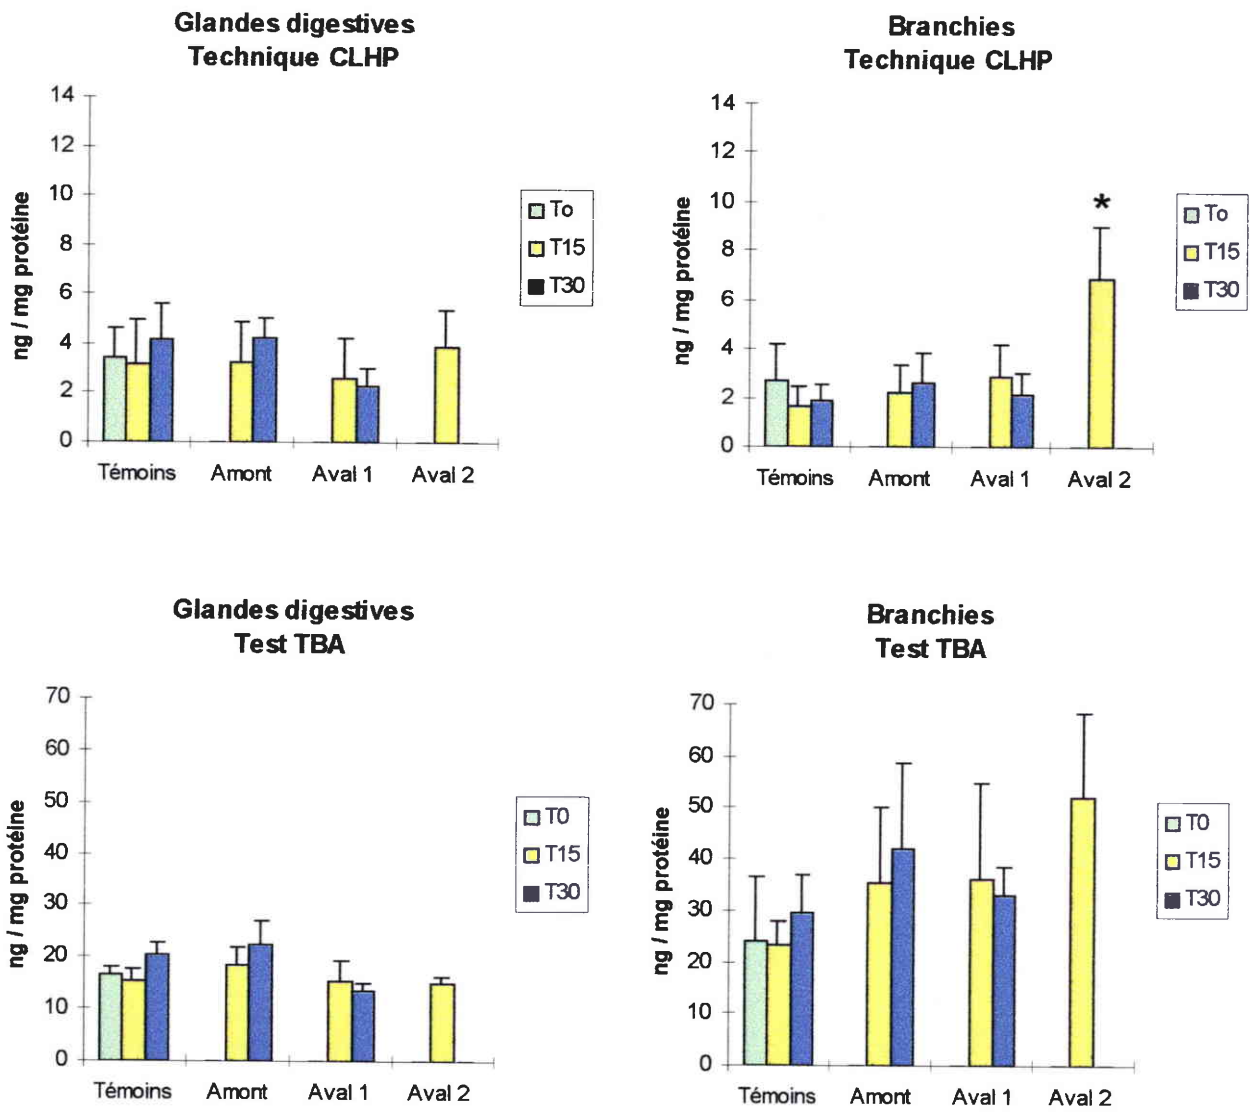 Glandes digestives
Technique CLHP
14
12
10
8
6
4
2
0
ng / mg protéine
Témoins Amont Aval 1 Aval 2
To
T15
T30
Branchies
Technique CLHP
14
12
10
8
6
4
2
0
ng / mg protéine
*
Témoins Amont Aval 1 Aval 2
To
T15
T30
Glandes digestives
Test TBA
70
60
50
40
30
20
10
0
ng / mg protéine
Témoins Amont Aval 1 Aval 2
T0
T15
T30
Branchies
Test TBA
70
60
50
40
30
20
10
0
ng / mg protéine
Témoins Amont Aval 1 Aval 2
T0
T15
T30